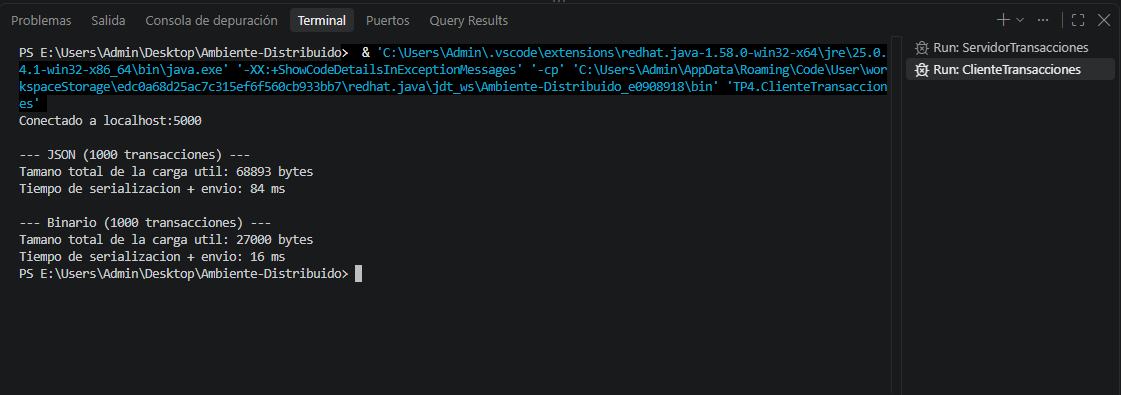 Problemas Salida Consola de depuración Terminal Puertos Query Results
PS E:\Users\Admin\Desktop\Ambiente-Distribuido> & 'C:\Users\Admin\.vscode\extensions\redhat.java-1.58.0-win32-x64\jre\25.0.
4.1-win32-x86_64\bin\java.exe' '-XX:+ShowCodeDetailsInExceptionMessages' '-cp' 'C:\Users\Admin\AppData\Roaming\Code\User\wor
kspaceStorage\edc0a68d25ac7c315ef6f560cb933bb7\redhat.java\jdt_ws\Ambiente-Distribuido_e0908918\bin' 'TP4.ClienteTransaccion
es'
Conectado a localhost:5000
--- JSON (1000 transacciones) ---
Tamano total de la carga util: 68893 bytes
Tiempo de serializacion + envio: 84 ms
--- Binario (1000 transacciones) ---
Tamano total de la carga util: 27000 bytes
Tiempo de serializacion + envio: 16 ms
PS E:\Users\Admin\Desktop\Ambiente-Distribuido>
Run: ServidorTransacciones
Run: ClienteTransacciones